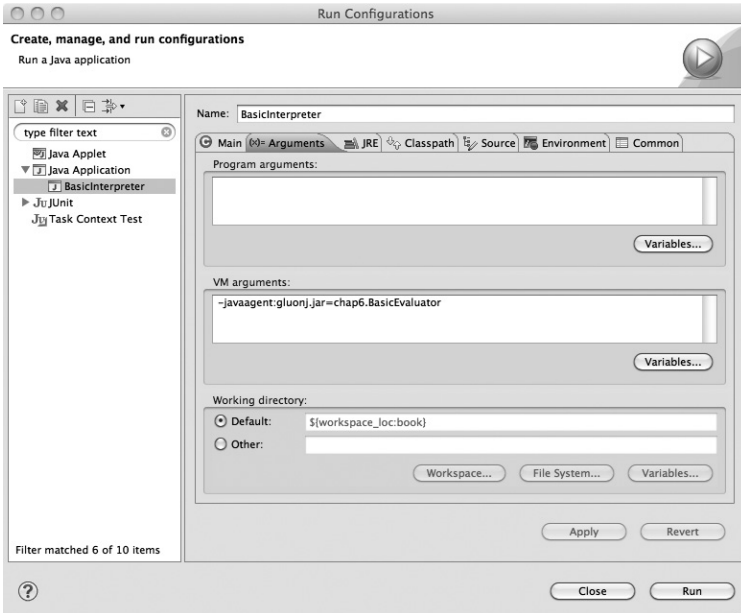 Run Configurations
Create, manage, and run configurations
Run a Java application
type filter text
Java Applet
Java Application
BasicInterpreter
JUnit
Task Context Test
Filter matched 6 of 10 items
Name: BasicInterpreter
Main (x)= Arguments JRE Classpath Source Environment Common
Program arguments:
Variables...
VM arguments:
-javaagent:gluonj.jar=chap6.BasicEvaluator
Variables...
Working directory:
Default: ${workspace_loc:book}
Other:
Workspace... File System... Variables...
Apply Revert
? Close Run